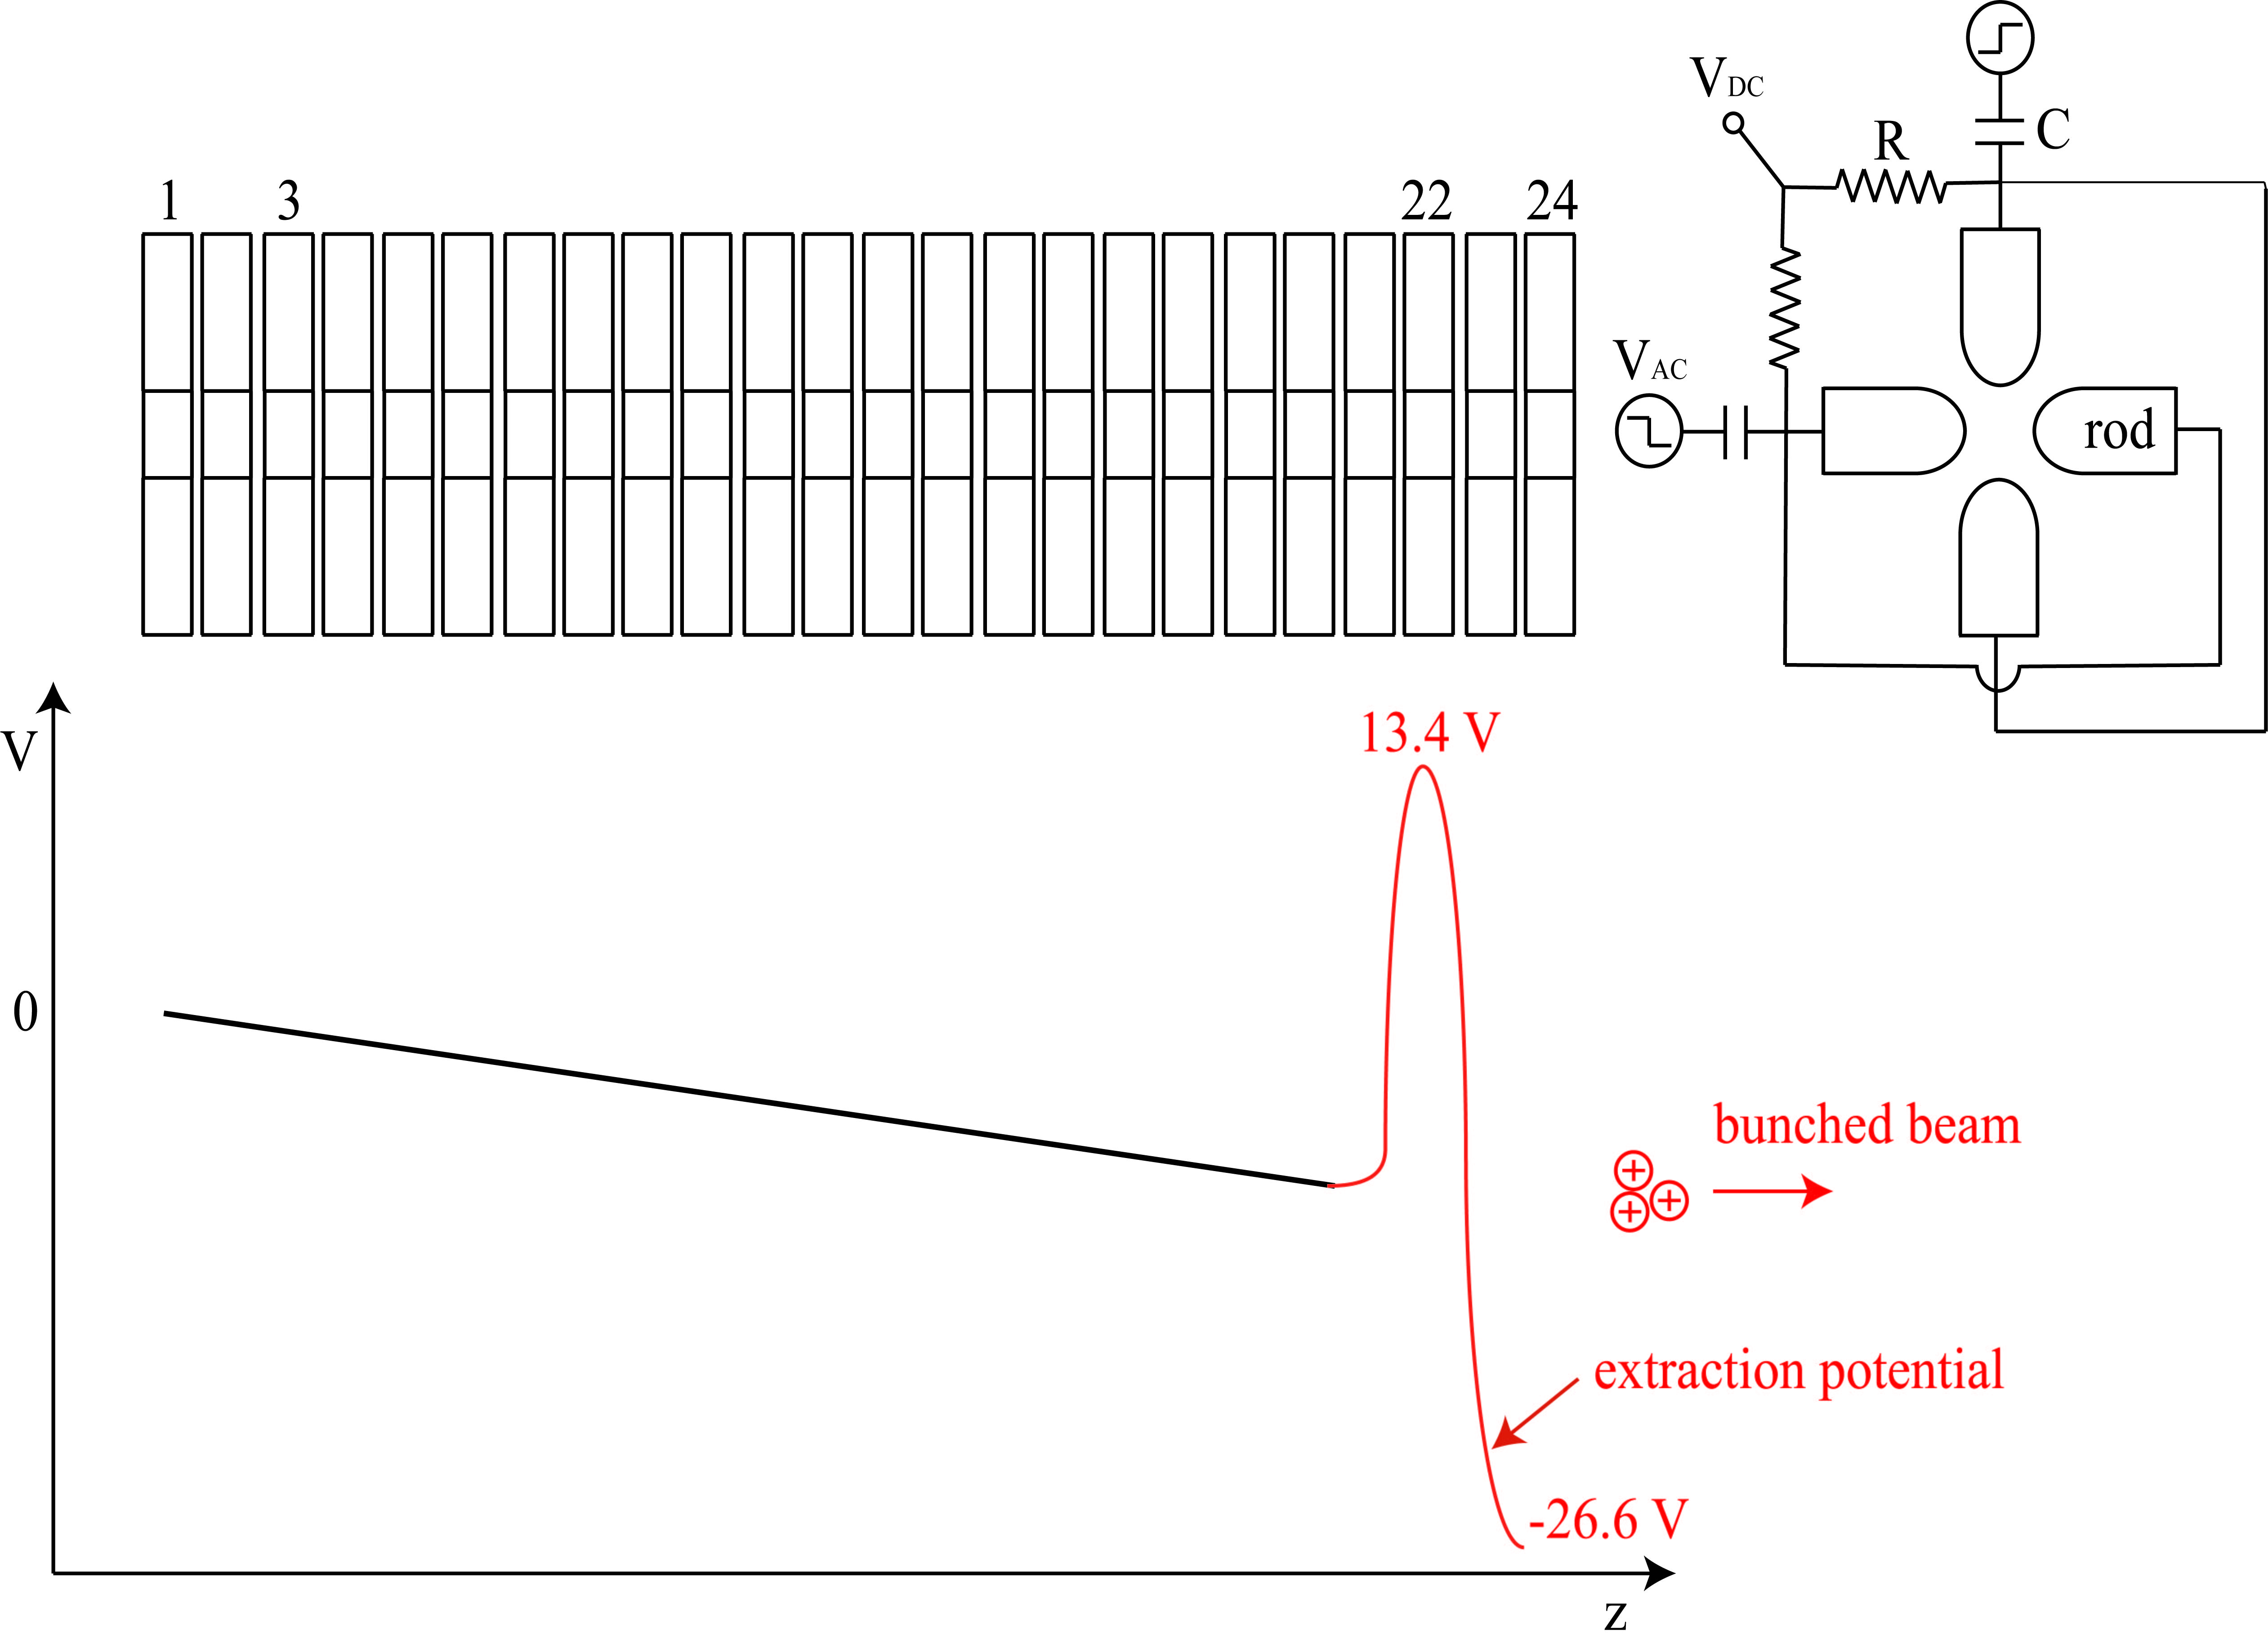 1
3
22
24
V
0
z
13.4 V
-26.6 V
extraction potential
bunched beam
VDC
R
C
VAC
rod